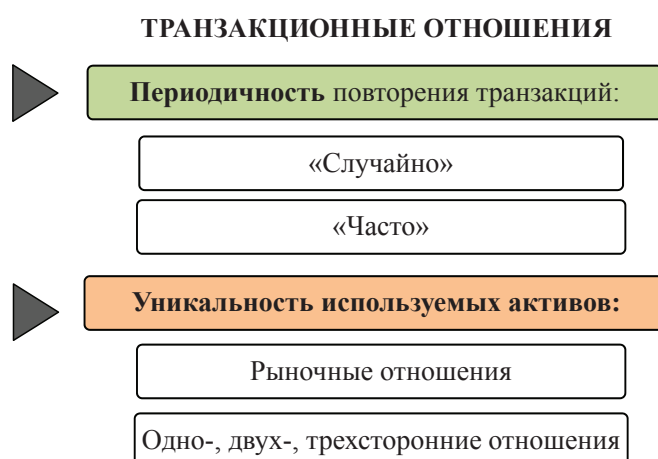 ТРАНЗАКЦИОННЫЕ ОТНОШЕНИЯ
Периодичность повторения транзакций:
«Случайно»
«Часто»
Уникальность используемых активов:
Рыночные отношения
Одно-, двух-, трехсторонние отношения